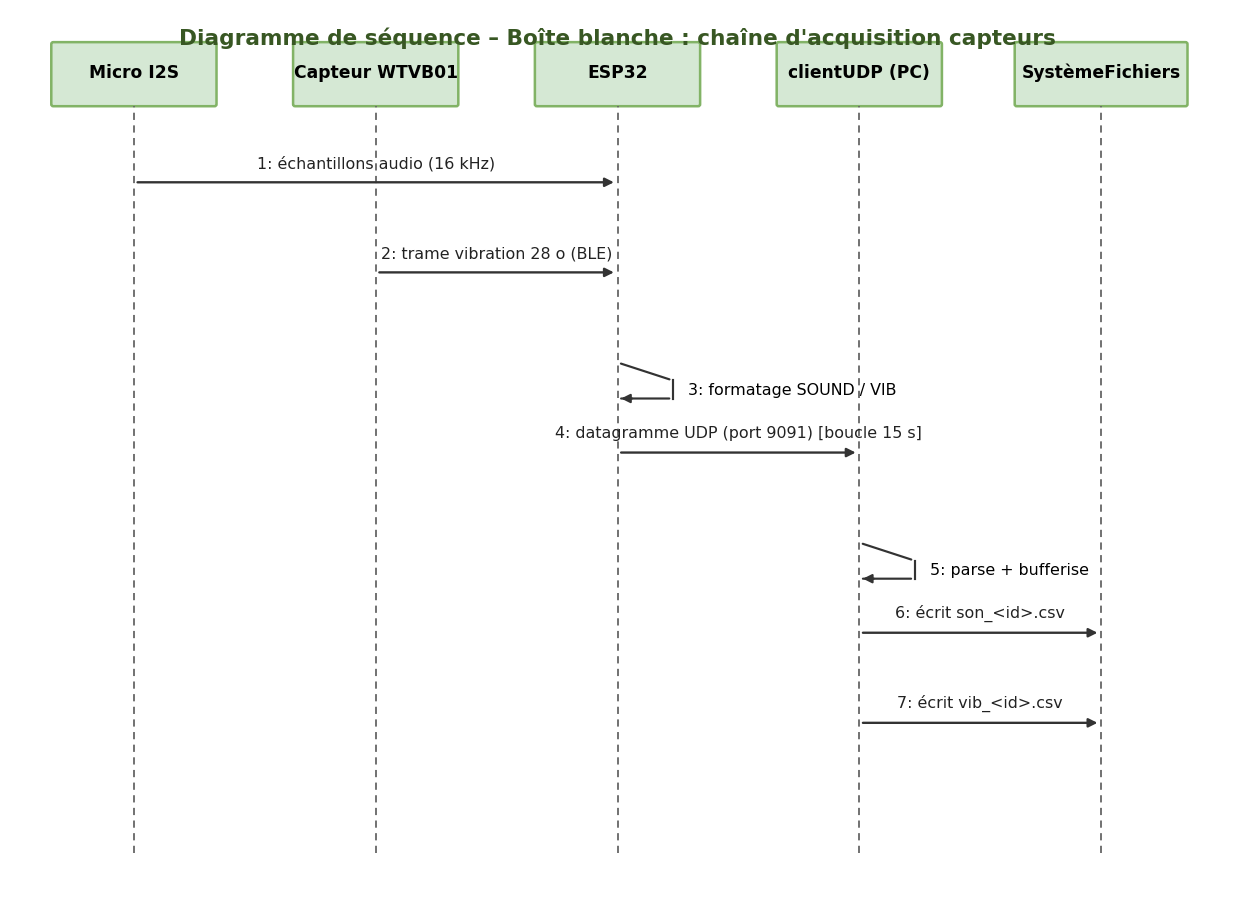 Diagramme de séquence – Boîte blanche : chaîne d'acquisition capteurs
Micro I2S
Capteur WTVB01
ESP32
clientUDP (PC)
SystèmeFichiers
1: échantillons audio (16 kHz)
2: trame vibration 28 o (BLE)
3: formatage SOUND / VIB
4: datagramme UDP (port 9091) [boucle 15 s]
5: parse + bufferise
6: écrit son_<id>.csv
7: écrit vib_<id>.csv